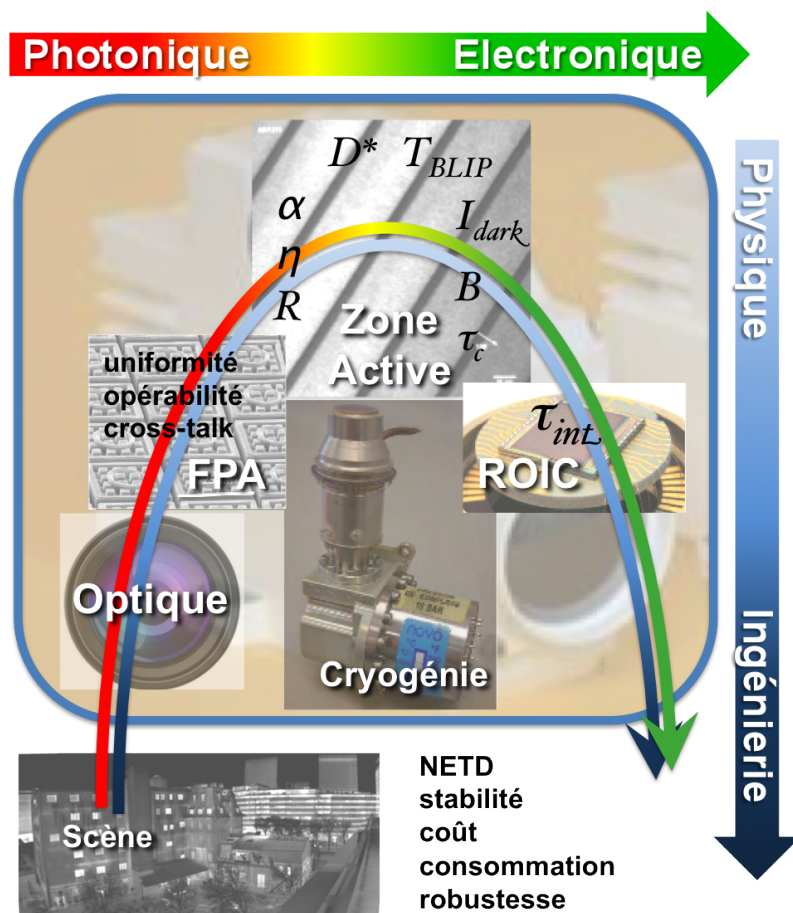 Photonique
Electronique
Physique
Ingénierie
D* T_BLIP
α
I_dark
η
R
B
Zone
Active
τ_c
uniformité
opérabilité
cross-talk
FPA
τ_int
ROIC
Optique
Cryogénie
Scène
NETD
stabilité
coût
consommation
robustesse